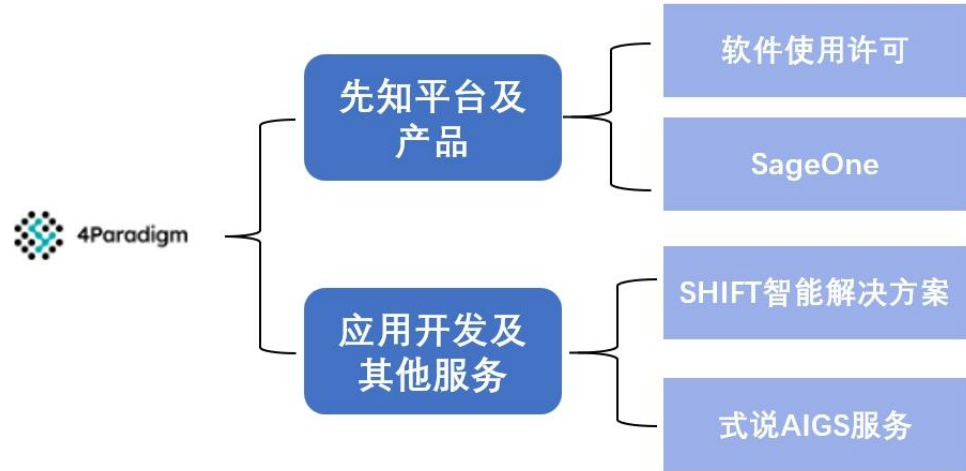 4Paradigm
先知平台及
产品
软件使用许可
SageOne
应用开发及
其他服务
SHIFT智能解决方案
式说AIGS服务